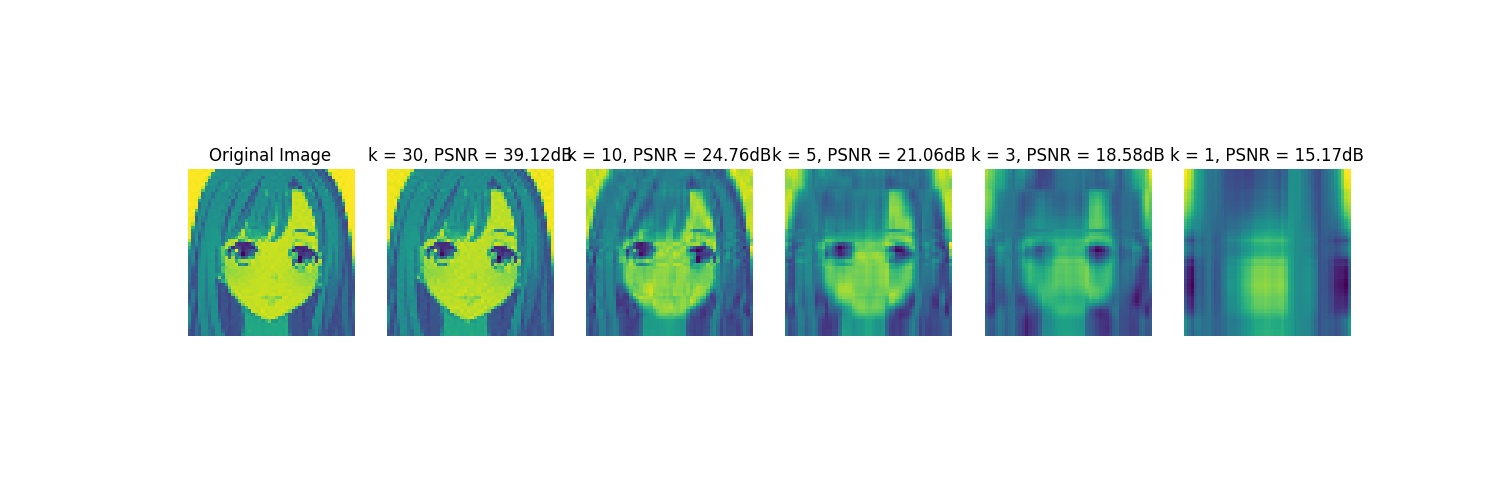 Original Image k = 30, PSNR = 39.12dB k = 10, PSNR = 24.76dB k = 5, PSNR = 21.06dB k = 3, PSNR = 18.58dB k = 1, PSNR = 15.17dB